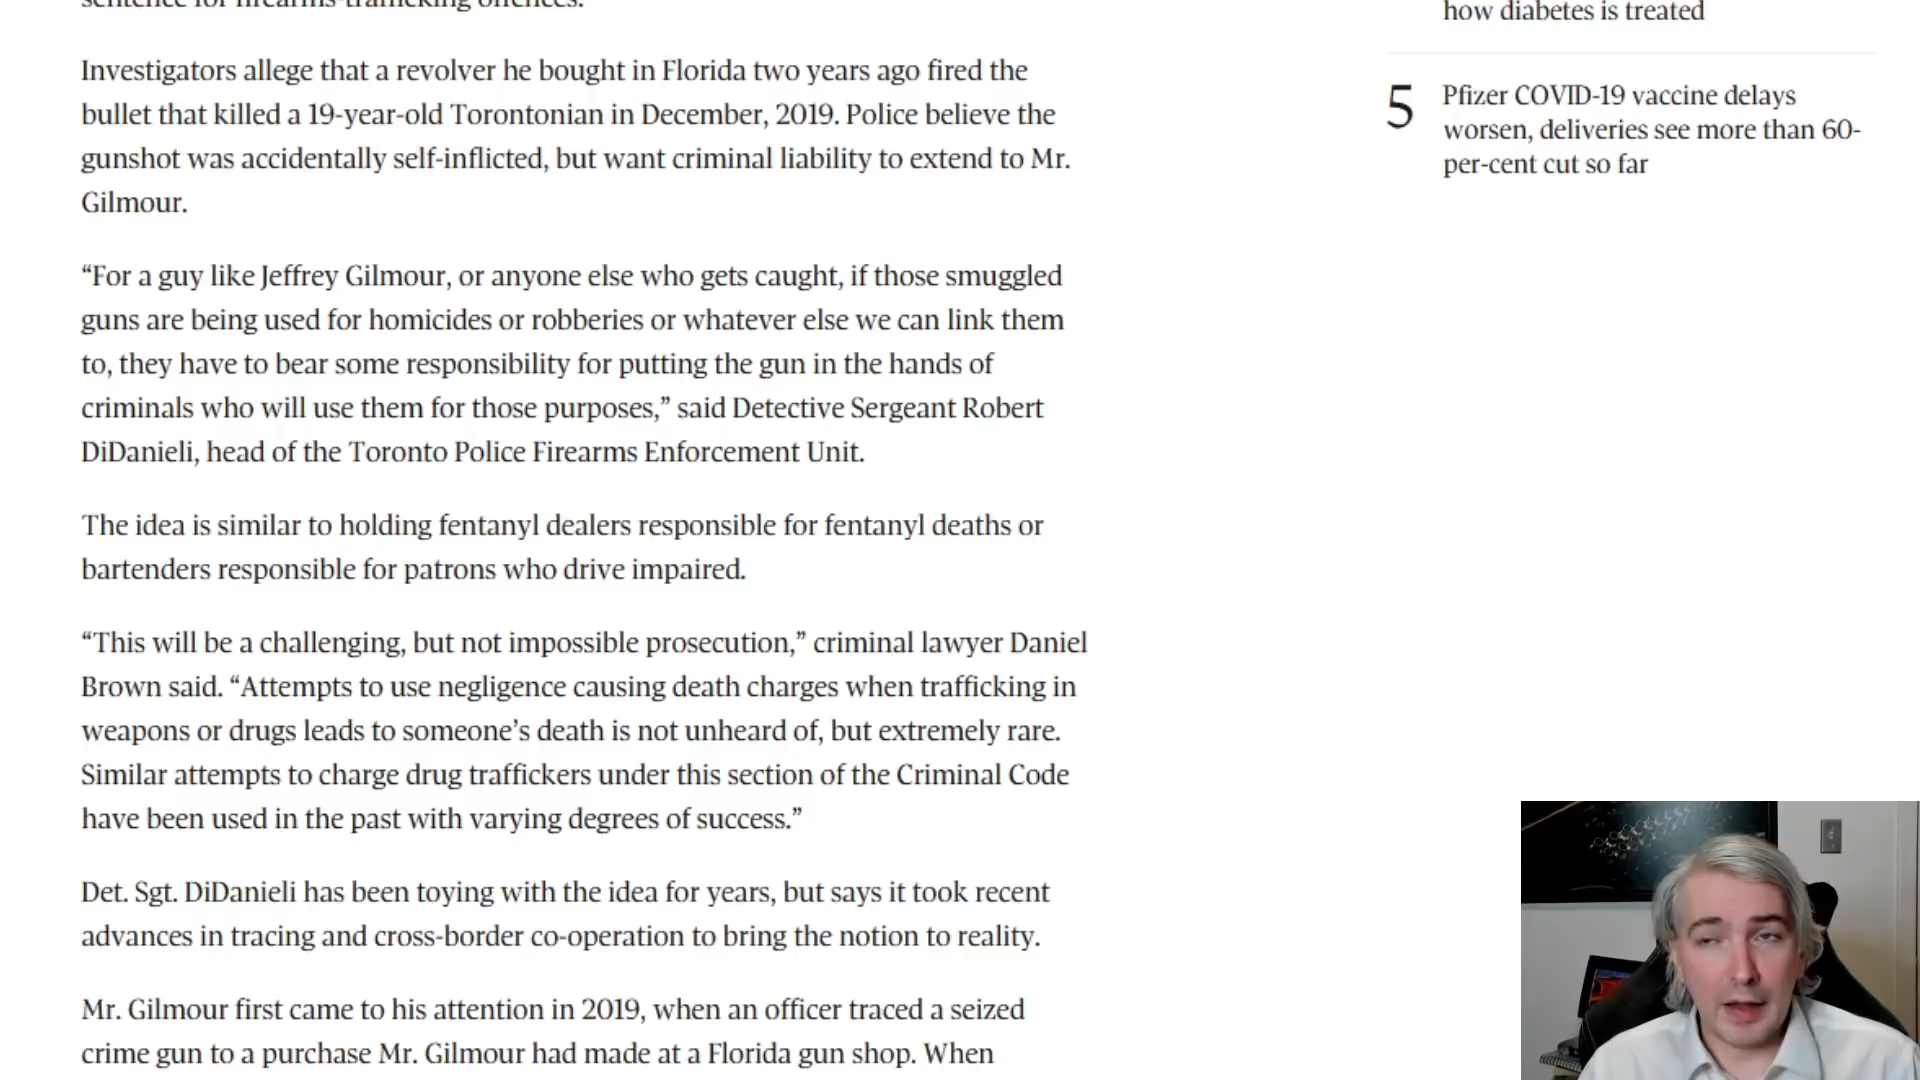 sentence for firearms-trafficking offences.
Investigators allege that a revolver he bought in Florida two years ago fired the
bullet that killed a 19-year-old Torontonian in December, 2019. Police believe the
gunshot was accidentally self-inflicted, but want criminal liability to extend to Mr.
Gilmour.
“For a guy like Jeffrey Gilmour, or anyone else who gets caught, if those smuggled
guns are being used for homicides or robberies or whatever else we can link them
to, they have to bear some responsibility for putting the gun in the hands of
criminals who will use them for those purposes,” said Detective Sergeant Robert
DiDanieli, head of the Toronto Police Firearms Enforcement Unit.
The idea is similar to holding fentanyl dealers responsible for fentanyl deaths or
bartenders responsible for patrons who drive impaired.
“This will be a challenging, but not impossible prosecution,” criminal lawyer Daniel
Brown said. “Attempts to use negligence causing death charges when trafficking in
weapons or drugs leads to someone’s death is not unheard of, but extremely rare.
Similar attempts to charge drug traffickers under this section of the Criminal Code
have been used in the past with varying degrees of success.”
Det. Sgt. DiDanieli has been toying with the idea for years, but says it took recent
advances in tracing and cross-border co-operation to bring the notion to reality.
Mr. Gilmour first came to his attention in 2019, when an officer traced a seized
crime gun to a purchase Mr. Gilmour had made at a Florida gun shop. When
how diabetes is treated
5
Pfizer COVID-19 vaccine delays
worsen, deliveries see more than 60-
per-cent cut so far